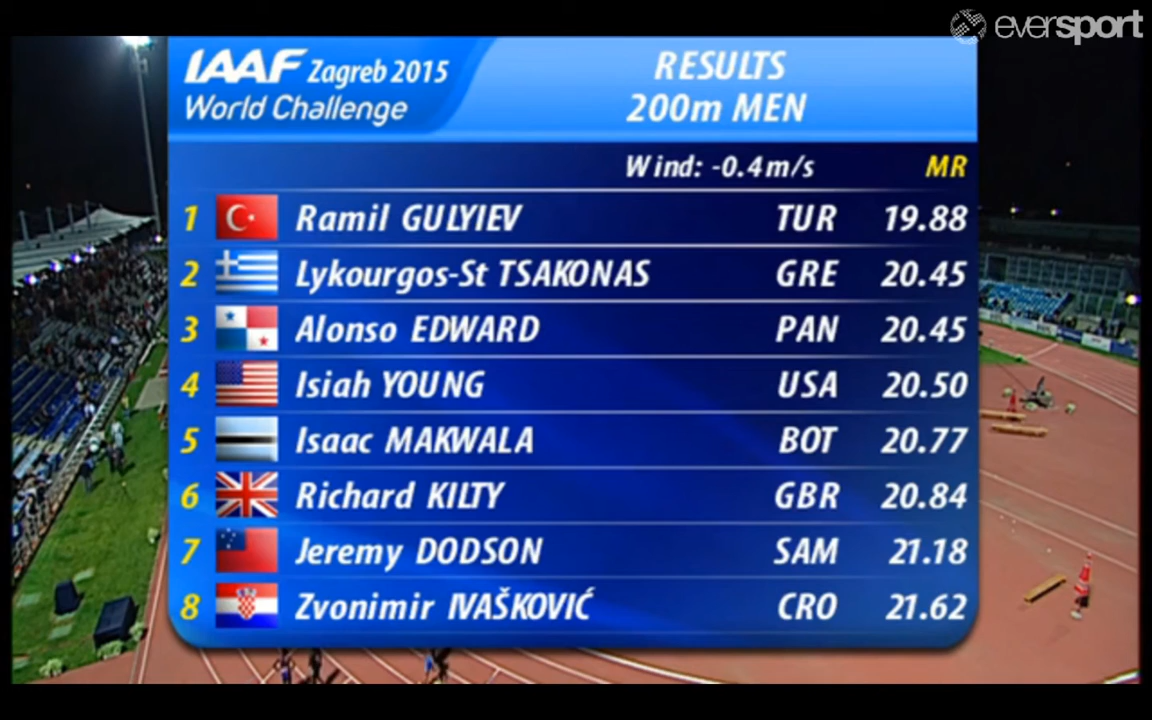 eversport
IAAF Zagreb 2015
World Challenge
RESULTS
200m MEN
Wind: -0.4m/s MR
1 Ramil GULYIEV TUR 19.88
2 Lykourgos-St TSAKONAS GRE 20.45
3 Alonso EDWARD PAN 20.45
4 Isiah YOUNG USA 20.50
5 Isaac MAKWALA BOT 20.77
6 Richard KILTY GBR 20.84
7 Jeremy DODSON SAM 21.18
8 Zvonimir IVAŠKOVIĆ CRO 21.62